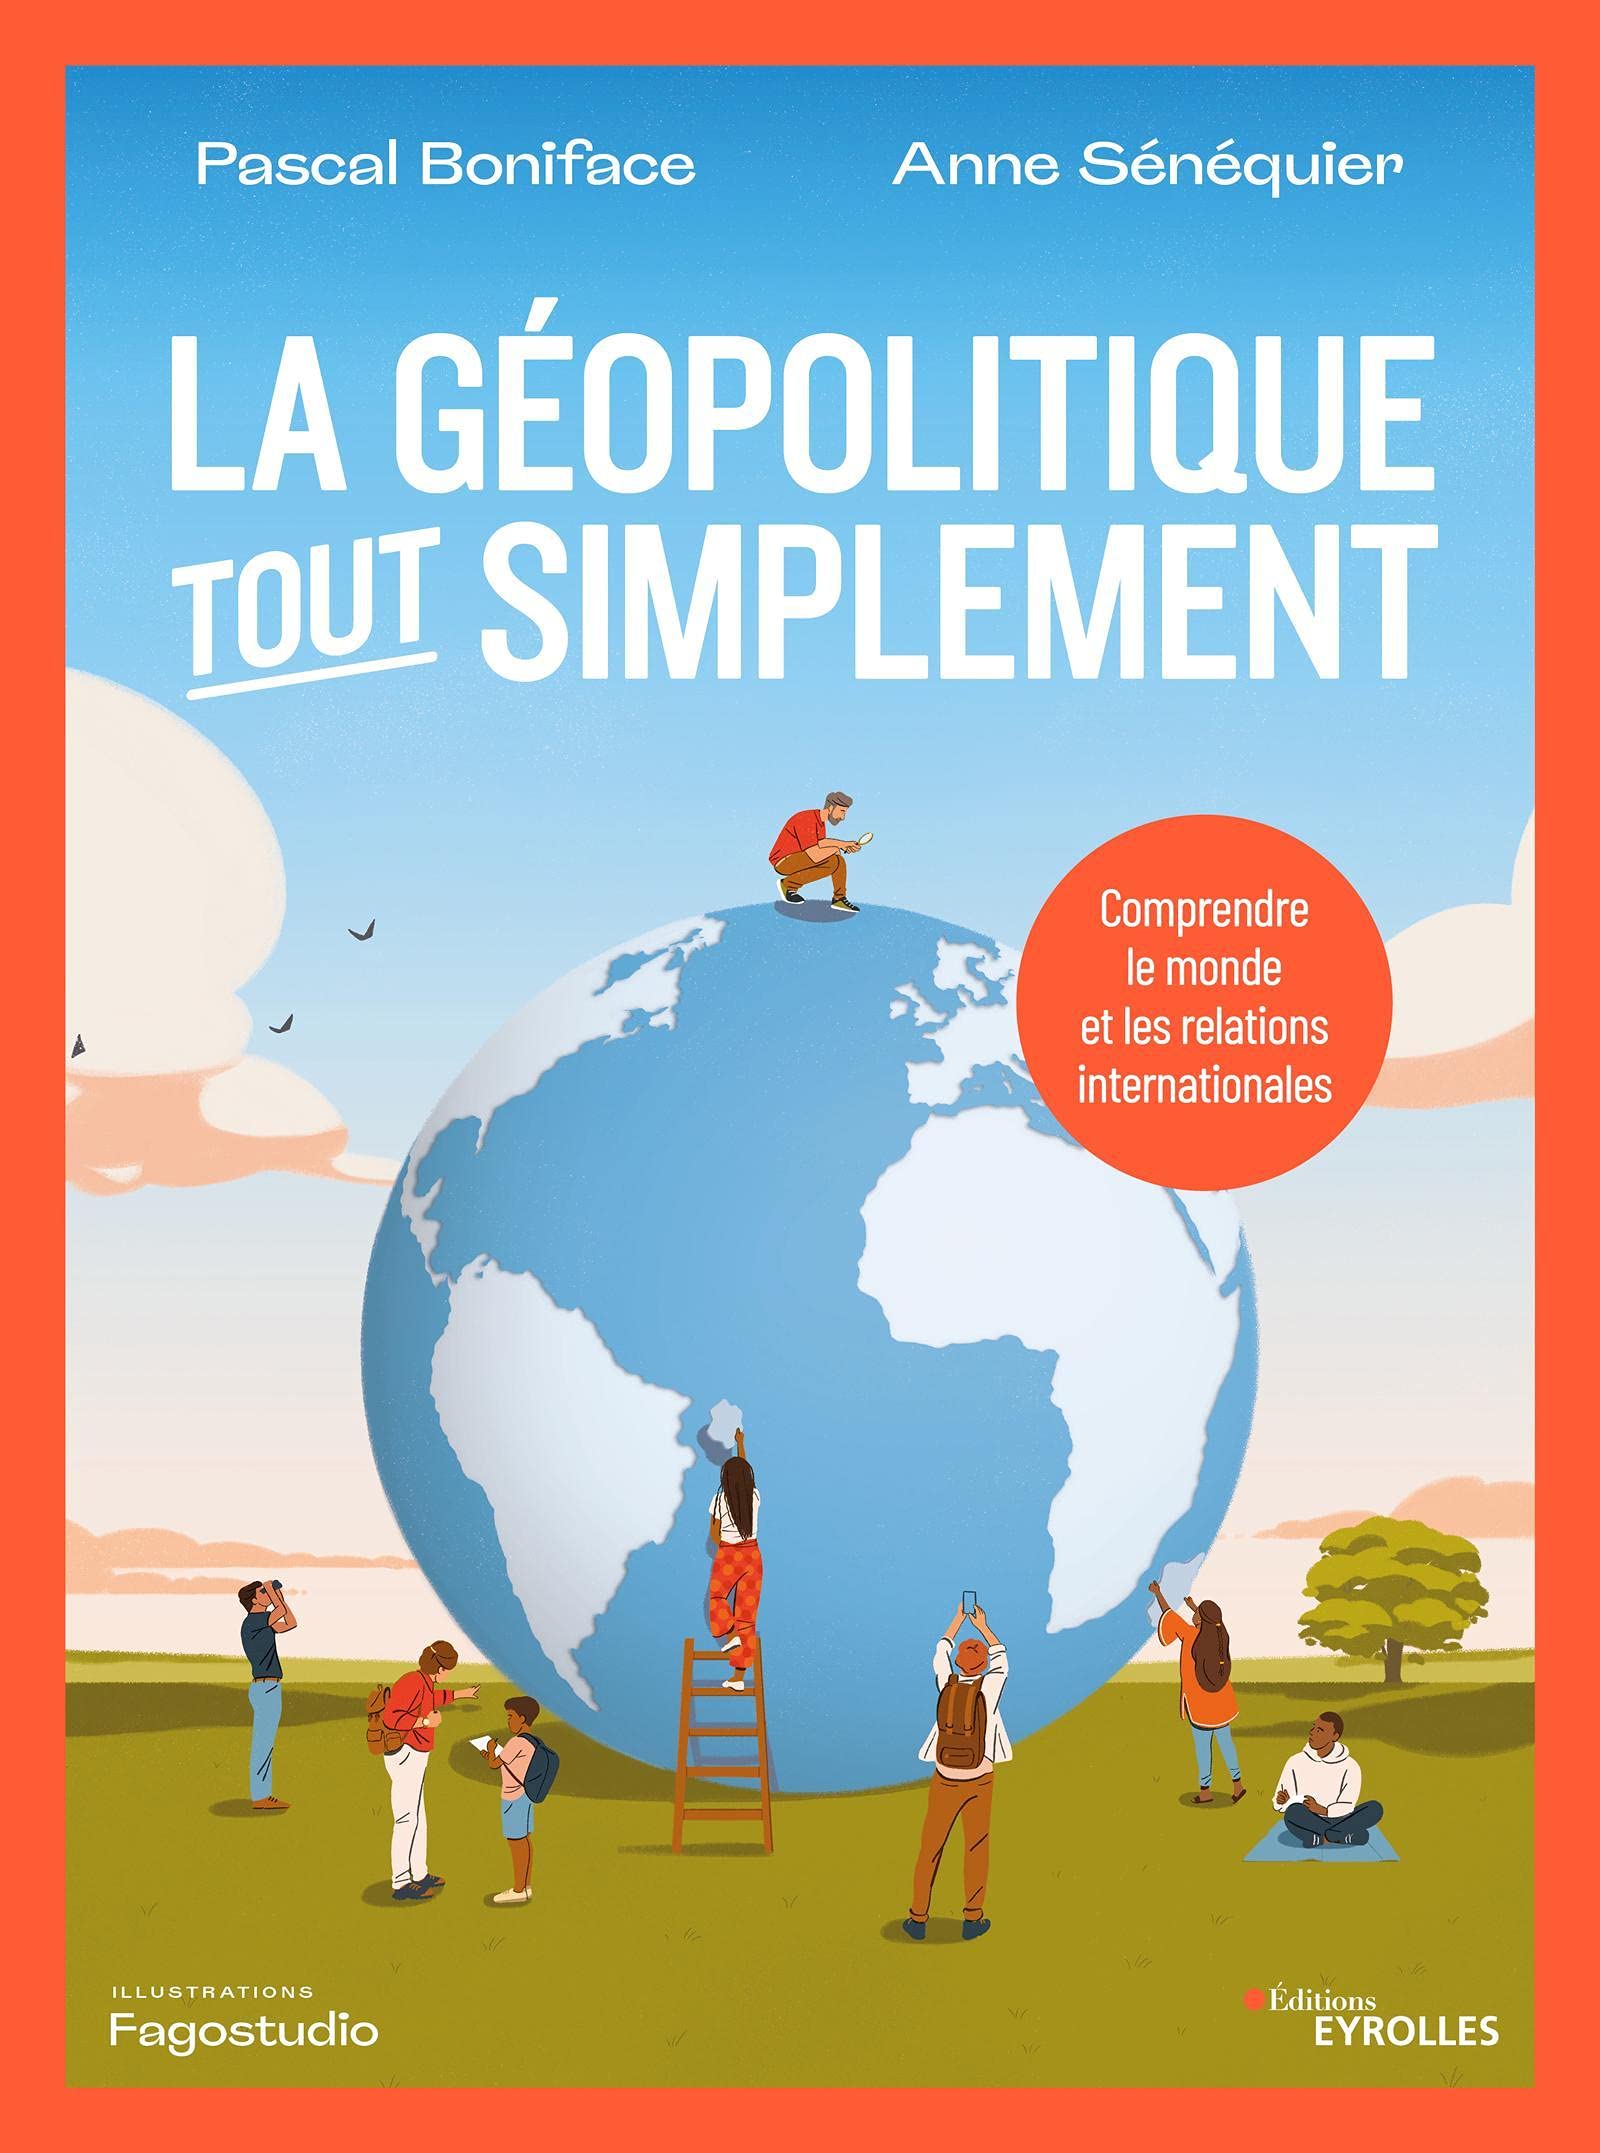 Pascal Boniface
Anne Sénéquier
LA GÉOPOLITIQUE
TOUT SIMPLEMENT
Comprendre
le monde
et les relations
internationales
ILLUSTRATIONS
Fagostudio
Éditions
EYROLLES